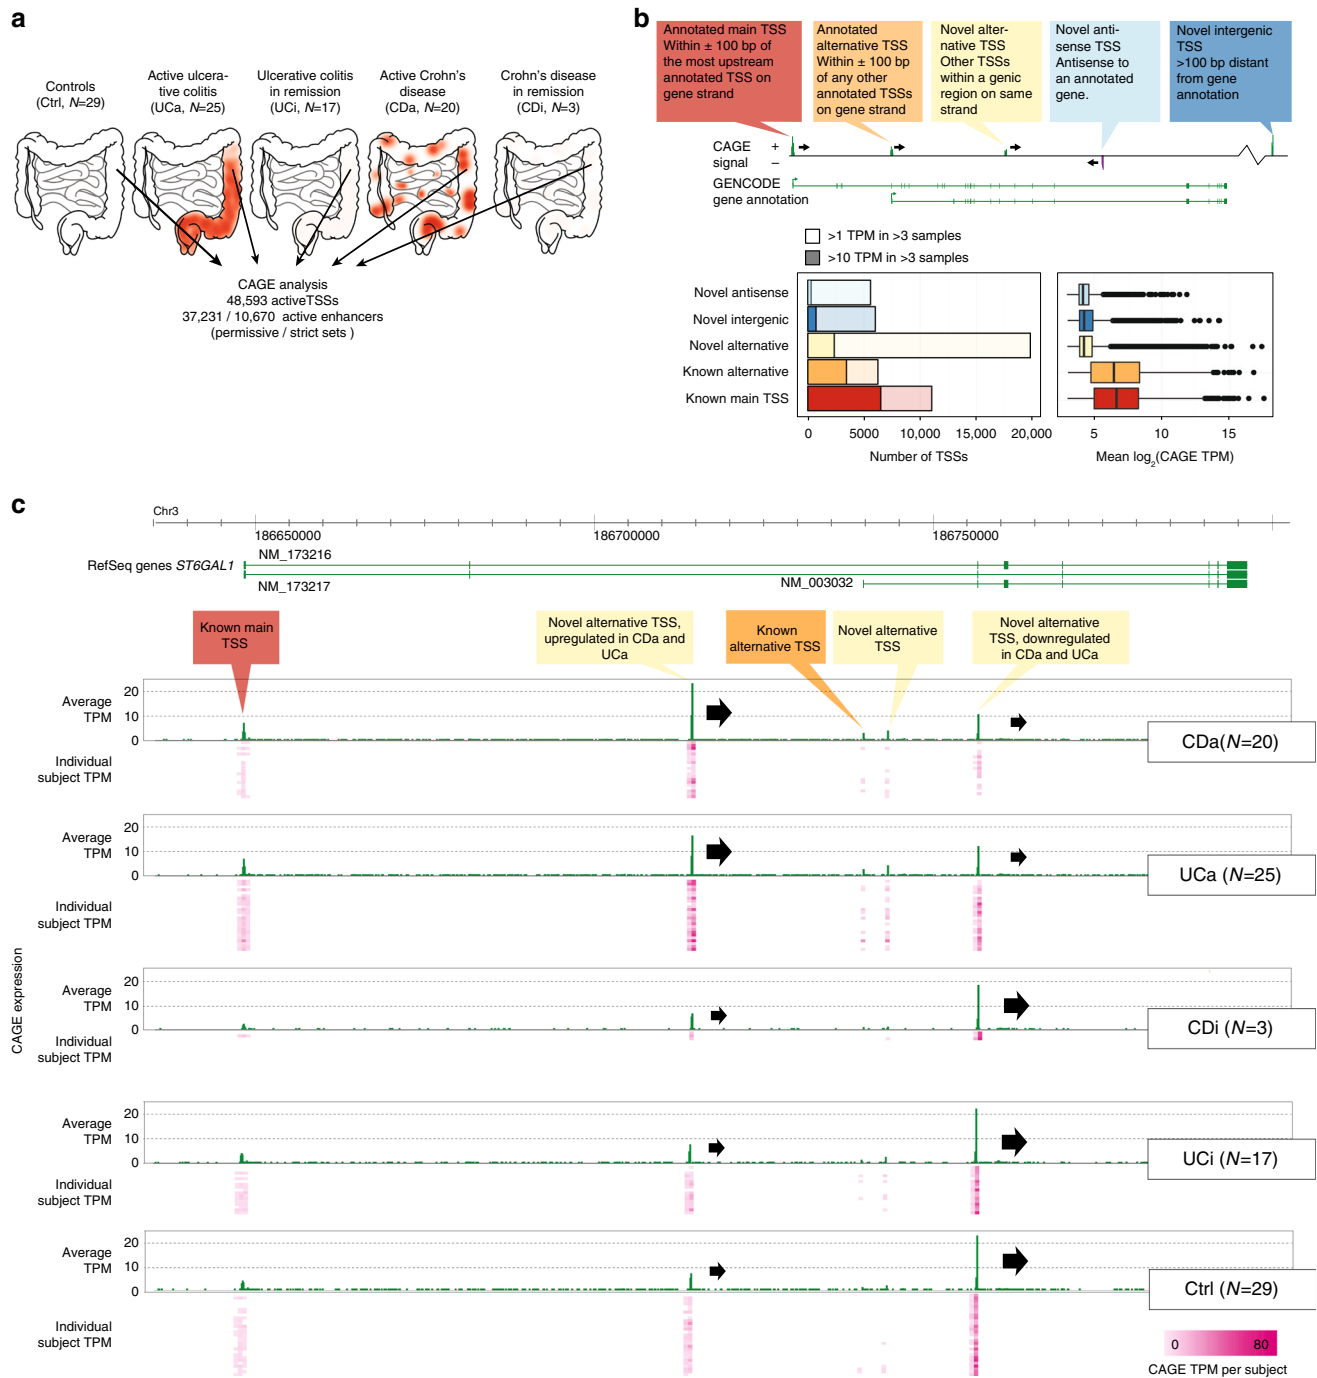 a
Controls
(Ctrl, N=29)
Active ulcera-
tive colitis
(UCa, N=25)
Ulcerative colitis
in remission
(UCi, N=17)
Active Crohn's
disease
(CDa, N=20)
Crohn's disease
in remission
(CDi, N=3)
CAGE analysis
48,593 activeTSSs
37,231 / 10,670 active enhancers
(permissive / strict sets )
b
Annotated main TSS
Within ± 100 bp of
the most upstream
annotated TSS on
gene strand
Annotated
alternative TSS
Within ± 100 bp
of any other
annotated TSSs
on gene strand
Novel alter-
native TSS
Other TSSs
within a genic
region on same
strand
Novel anti-
sense TSS
Antisense to
an annotated
gene.
Novel intergenic
TSS
>100 bp distant
from gene
annotation
CAGE +
signal –
GENCODE
gene annotation
>1 TPM in >3 samples
>10 TPM in >3 samples
Novel antisense
Novel intergenic
Novel alternative
Known alternative
Known main TSS
0 5000 10,000 15,000 20,000
Number of TSSs
5 10 15
Mean log2(CAGE TPM)
c
Chr3
186650000 186700000 186750000
NM_173216
RefSeq genes ST6GAL1
NM_173217
NM_003032
Known main
TSS
Novel alternative TSS,
upregulated in CDa and
UCa
Known
alternative TSS
Novel alternative
TSS
Novel alternative
TSS, downregulated
in CDa and UCa
CAGE expression
Average
TPM
20
10
0
Individual
subject TPM
CDa(N=20)
Average
TPM
20
10
0
Individual
subject TPM
UCa (N=25)
Average
TPM
20
10
0
Individual
subject TPM
CDi (N=3)
Average
TPM
20
10
0
Individual
subject TPM
UCi (N=17)
Average
TPM
20
10
0
Individual
subject TPM
Ctrl (N=29)
0 80
CAGE TPM per subject